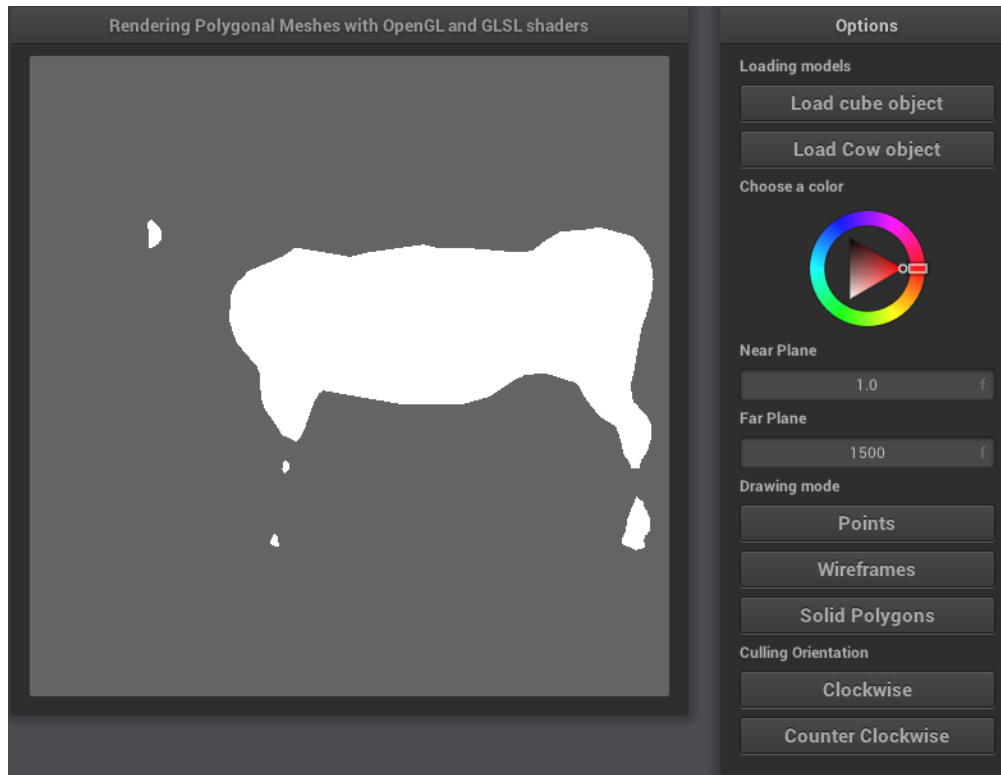 Rendering Polygonal Meshes with OpenGL and GLSL shaders
Options
Loading models
Load cube object
Load Cow object
Choose a color
Near Plane
1.0 f
Far Plane
1500 f
Drawing mode
Points
Wireframes
Solid Polygons
Culling Orientation
Clockwise
Counter Clockwise